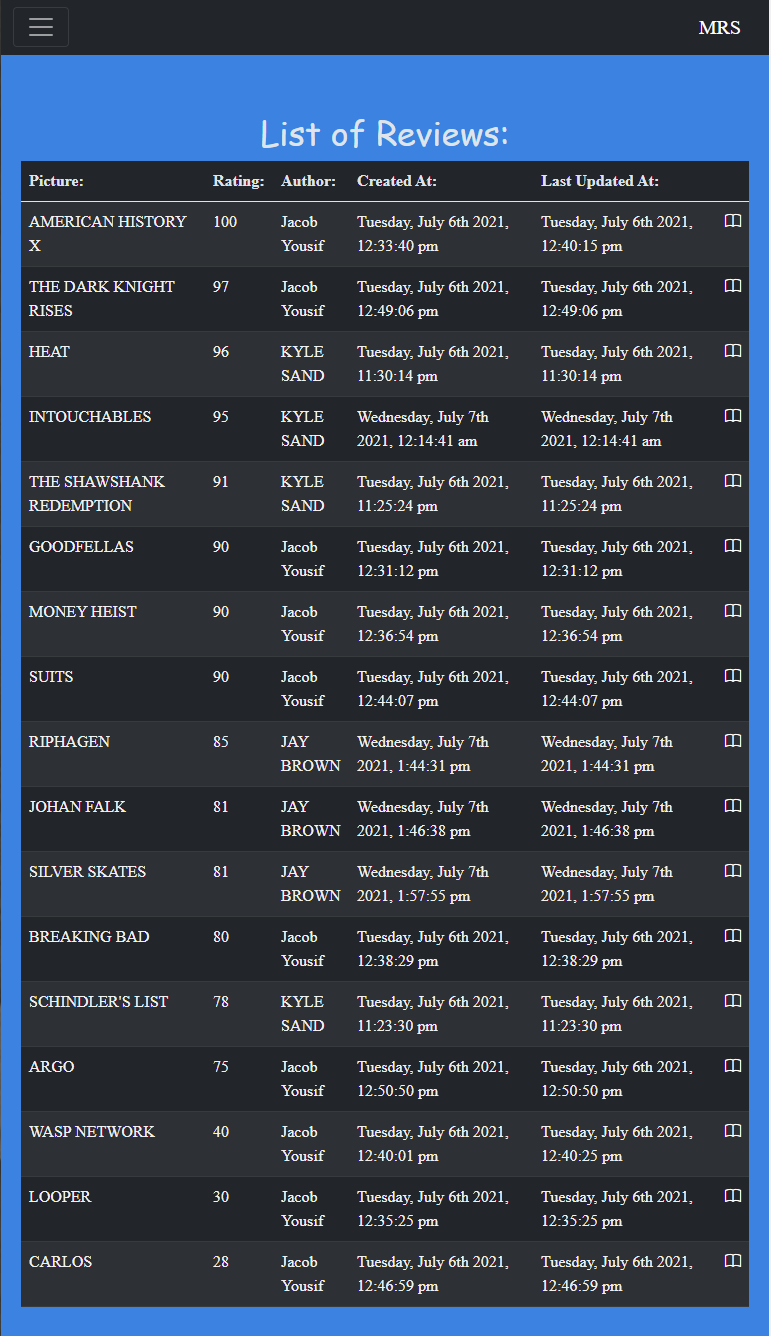 MRS
List of Reviews:
Picture: Rating: Author: Created At: Last Updated At:
AMERICAN HISTORY 100 Jacob Tuesday, July 6th 2021, Tuesday, July 6th 2021,
X Yousif 12:33:40 pm 12:40:15 pm
THE DARK KNIGHT 97 Jacob Tuesday, July 6th 2021, Tuesday, July 6th 2021,
RISES Yousif 12:49:06 pm 12:49:06 pm
HEAT 96 KYLE Tuesday, July 6th 2021, Tuesday, July 6th 2021,
SAND 11:30:14 pm 11:30:14 pm
INTOUCHABLES 95 KYLE Wednesday, July 7th Wednesday, July 7th
SAND 2021, 12:14:41 am 2021, 12:14:41 am
THE SHAWSHANK 91 KYLE Tuesday, July 6th 2021, Tuesday, July 6th 2021,
REDEMPTION SAND 11:25:24 pm 11:25:24 pm
GOODFELLAS 90 Jacob Tuesday, July 6th 2021, Tuesday, July 6th 2021,
Yousif 12:31:12 pm 12:31:12 pm
MONEY HEIST 90 Jacob Tuesday, July 6th 2021, Tuesday, July 6th 2021,
Yousif 12:36:54 pm 12:36:54 pm
SUITS 90 Jacob Tuesday, July 6th 2021, Tuesday, July 6th 2021,
Yousif 12:44:07 pm 12:44:07 pm
RIPHAGEN 85 JAY Wednesday, July 7th Wednesday, July 7th
BROWN 2021, 1:44:31 pm 2021, 1:44:31 pm
JOHAN FALK 81 JAY Wednesday, July 7th Wednesday, July 7th
BROWN 2021, 1:46:38 pm 2021, 1:46:38 pm
SILVER SKATES 81 JAY Wednesday, July 7th Wednesday, July 7th
BROWN 2021, 1:57:55 pm 2021, 1:57:55 pm
BREAKING BAD 80 Jacob Tuesday, July 6th 2021, Tuesday, July 6th 2021,
Yousif 12:38:29 pm 12:38:29 pm
SCHINDLER'S LIST 78 KYLE Tuesday, July 6th 2021, Tuesday, July 6th 2021,
SAND 11:23:30 pm 11:23:30 pm
ARGO 75 Jacob Tuesday, July 6th 2021, Tuesday, July 6th 2021,
Yousif 12:50:50 pm 12:50:50 pm
WASP NETWORK 40 Jacob Tuesday, July 6th 2021, Tuesday, July 6th 2021,
Yousif 12:40:01 pm 12:40:25 pm
LOOPER 30 Jacob Tuesday, July 6th 2021, Tuesday, July 6th 2021,
Yousif 12:35:25 pm 12:35:25 pm
CARLOS 28 Jacob Tuesday, July 6th 2021, Tuesday, July 6th 2021,
Yousif 12:46:59 pm 12:46:59 pm